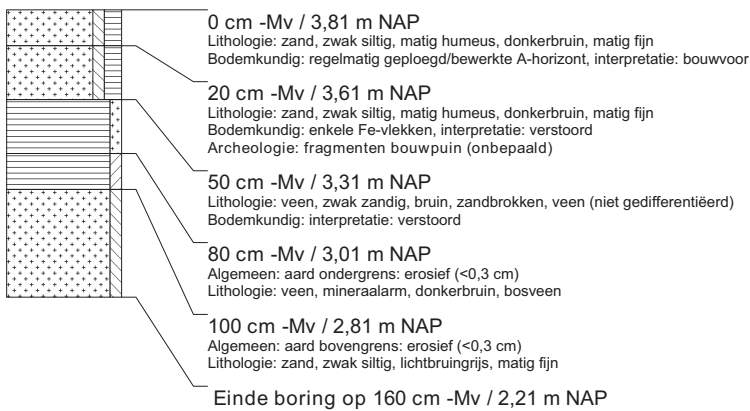 0 cm -Mv / 3,81 m NAP
Lithologie: zand, zwak siltig, matig humeus, donkerbruin, matig fijn
Bodemkundig: regelmatig geploegd/bewerkte A-horizont, interpretatie: bouwvoor
20 cm -Mv / 3,61 m NAP
Lithologie: zand, zwak siltig, matig humeus, donkerbruin, matig fijn
Bodemkundig: enkele Fe-vlekken, interpretatie: verstoord
Archeologie: fragmenten bouwpuin (onbepaald)
50 cm -Mv / 3,31 m NAP
Lithologie: veen, zwak zandig, bruin, zandbrokken, veen (niet gedifferentiëerd)
Bodemkundig: interpretatie: verstoord
80 cm -Mv / 3,01 m NAP
Algemeen: aard ondergrens: erosief (<0,3 cm)
Lithologie: veen, mineraalarm, donkerbruin, bosveen
100 cm -Mv / 2,81 m NAP
Algemeen: aard bovengrens: erosief (<0,3 cm)
Lithologie: zand, zwak siltig, lichtbruingrijs, matig fijn
Einde boring op 160 cm -Mv / 2,21 m NAP